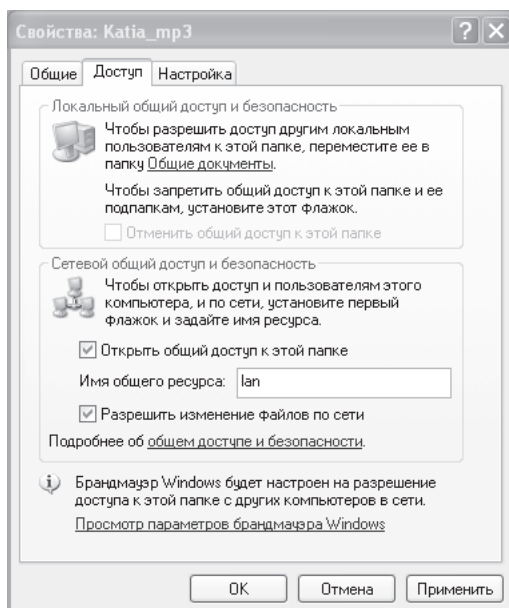 Свойства: Katia_mp3
Общие Доступ Настройка
Локальный общий доступ и безопасность
Чтобы разрешить доступ другим локальным
пользователям к этой папке, переместите ее в
папку Общие документы.
Чтобы запретить общий доступ к этой папке и ее
подпапкам, установите этот флажок.
Отменить общий доступ к этой папке
Сетевой общий доступ и безопасность
Чтобы открыть доступ и пользователям этого
компьютера, и по сети, установите первый
флажок и задайте имя ресурса.
Открыть общий доступ к этой папке
Имя общего ресурса: lan
Разрешить изменение файлов по сети
Подробнее об общем доступе и безопасности.
Брандмауэр Windows будет настроен на разрешение
доступа к этой папке с других компьютеров в сети.
Просмотр параметров брандмауэра Windows
OK Отмена Применить